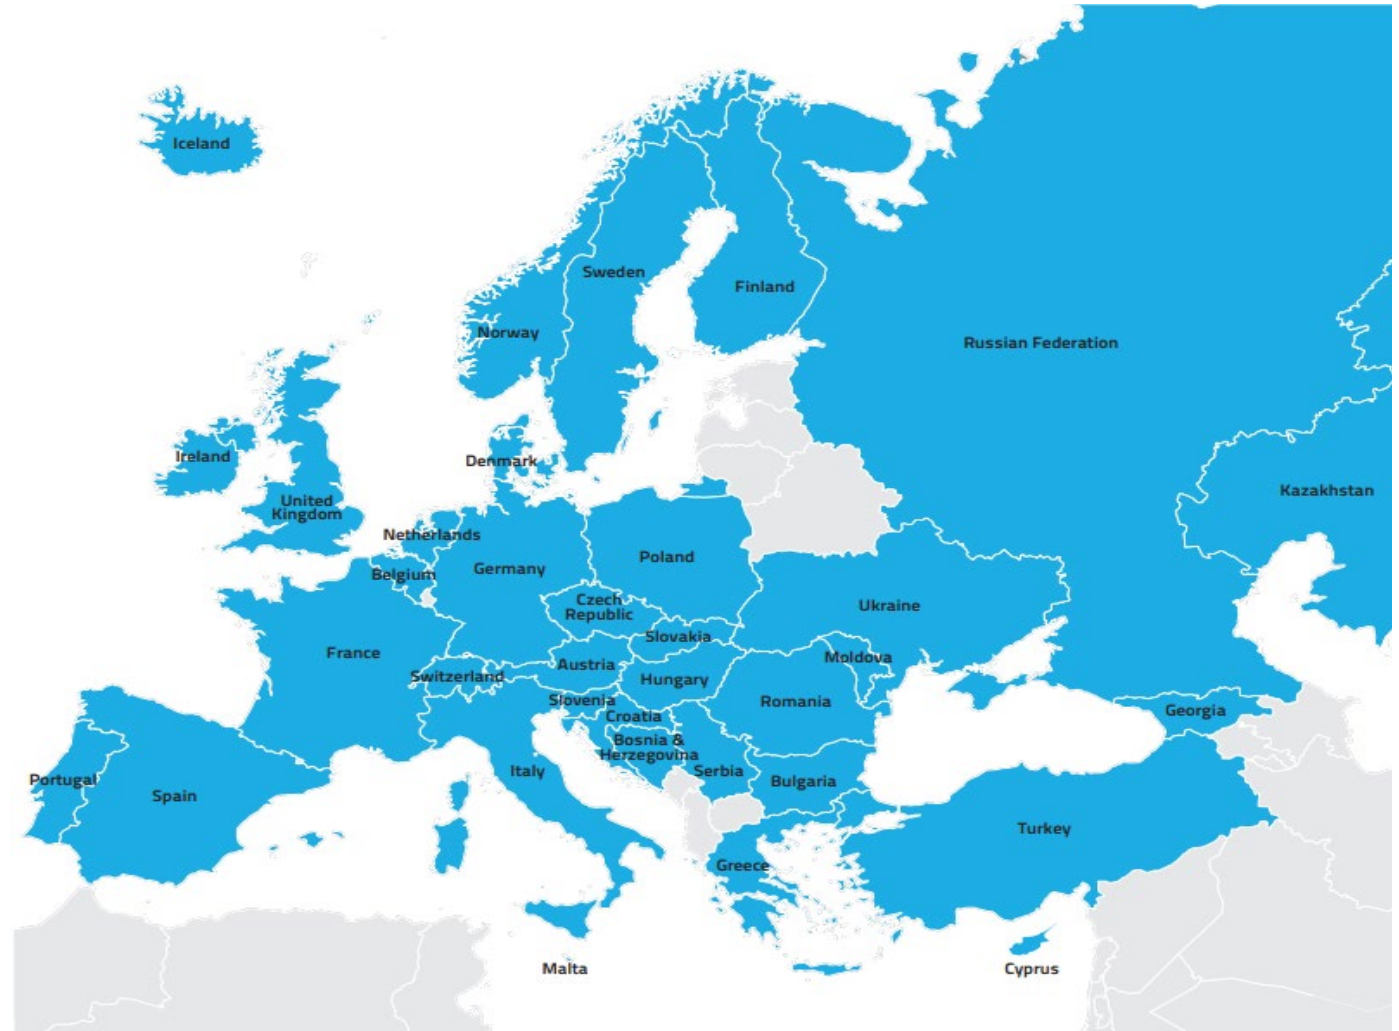 Iceland
Sweden
Finland
Norway
Russian Federation
Ireland
Denmark
Kazakhstan
United
Kingdom
Netherlands
Poland
Belgium
Germany
Czech
Republic
Ukraine
Slovakia
France
Moldova
Austria
Switzerland
Hungary
Slovenia
Romania
Georgia
Croatia
Bosnia &
Herzegovina
Italy
Serbia
Portugal
Bulgaria
Spain
Turkey
Greece
Malta
Cyprus